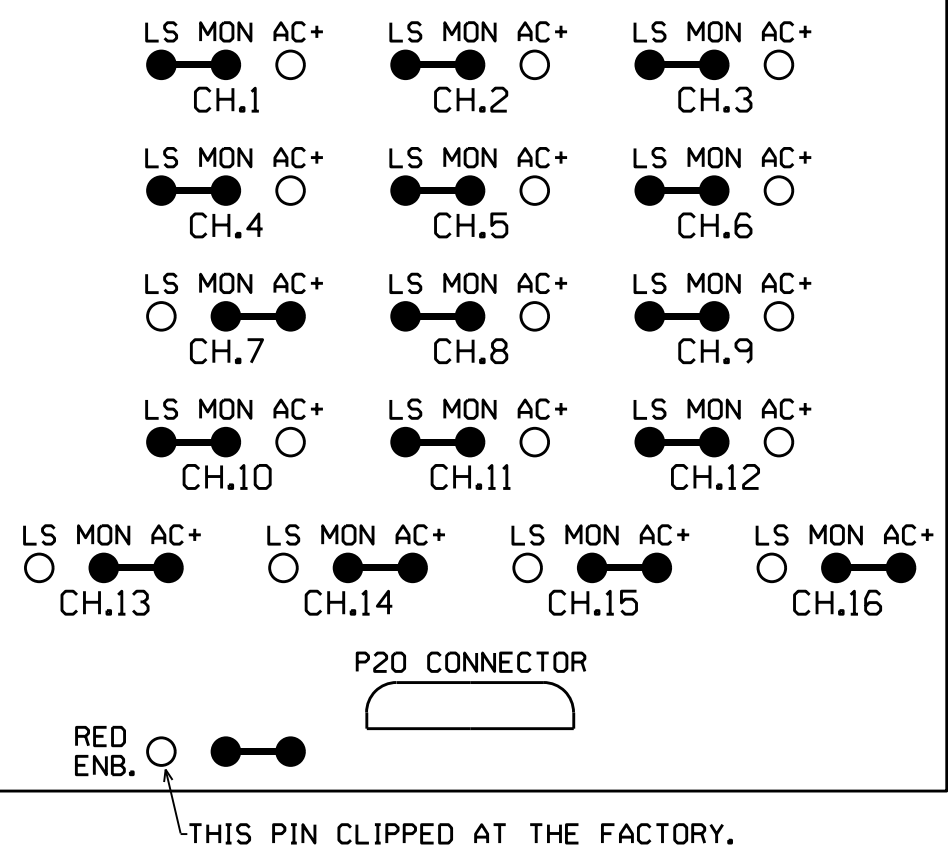 LS MON AC+ LS MON AC+ LS MON AC+
CH.1 CH.2 CH.3
LS MON AC+ LS MON AC+ LS MON AC+
CH.4 CH.5 CH.6
LS MON AC+ LS MON AC+ LS MON AC+
CH.7 CH.8 CH.9
LS MON AC+ LS MON AC+ LS MON AC+
CH.10 CH.11 CH.12
LS MON AC+ LS MON AC+ LS MON AC+ LS MON AC+
CH.13 CH.14 CH.15 CH.16
P20 CONNECTOR
RED
ENB.
THIS PIN CLIPPED AT THE FACTORY.